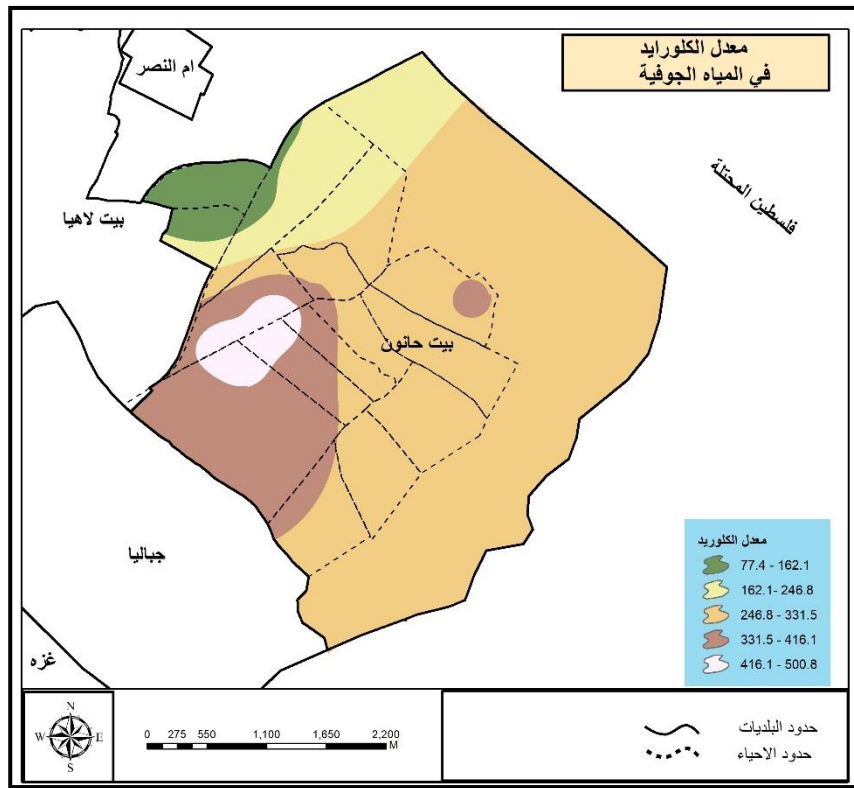 معدل الكلورايد
في المياه الجوفية
ام النصر
فلسطين المحتلة
بيت لاهيا
بيت حانون
جباليا
غزه
معدل الكلوريد
77.4 - 162.1
162.1- 246.8
246.8 - 331.5
331.5 - 416.1
416.1 - 500.8
N
W E
S
0 275 550 1,100 1,650 2,200
M
حدود البلديات
حدود الاحياء